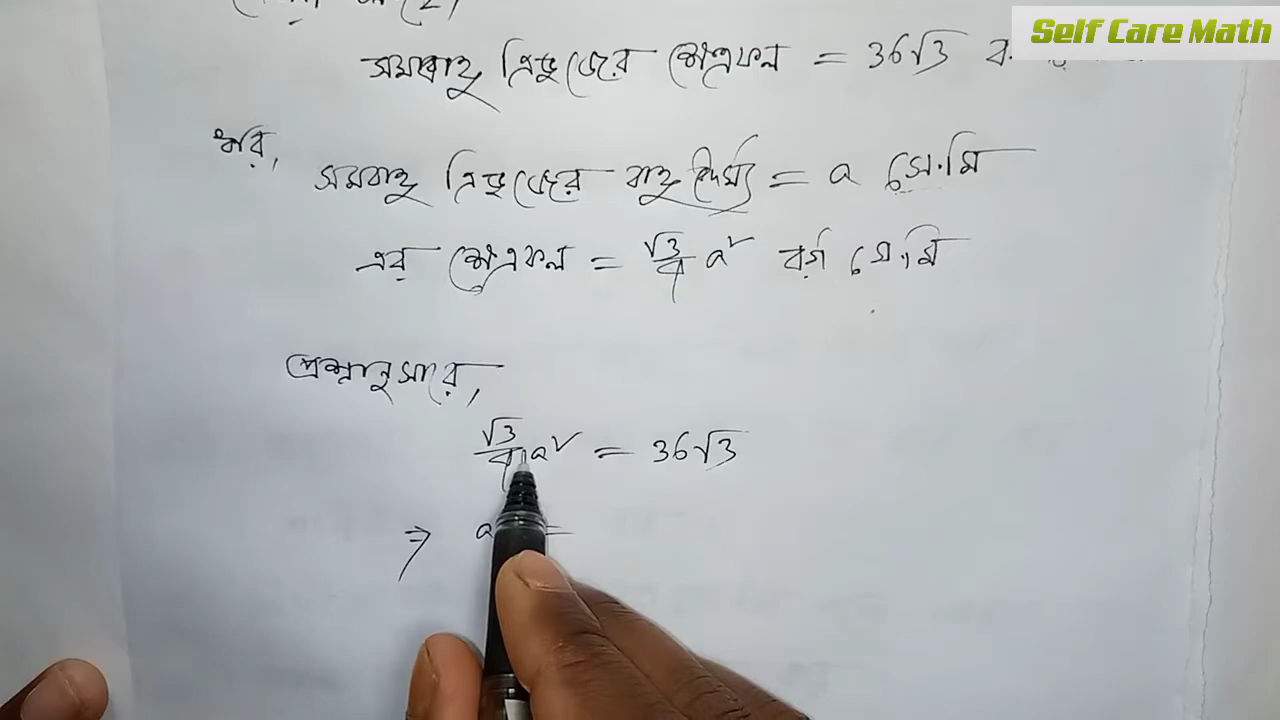 Self Care Math
সমবাহু ত্রিভুজের ক্ষেত্রফল = 36√3
ধরি,
সমবাহু ত্রিভুজের বাহু দৈর্ঘ্য = a সে.মি
এর ক্ষেত্রফল = √3/4 a² বর্গ সে.মি
প্রশ্নানুসারে,
√3/4 a² = 36√3
⇒ a =